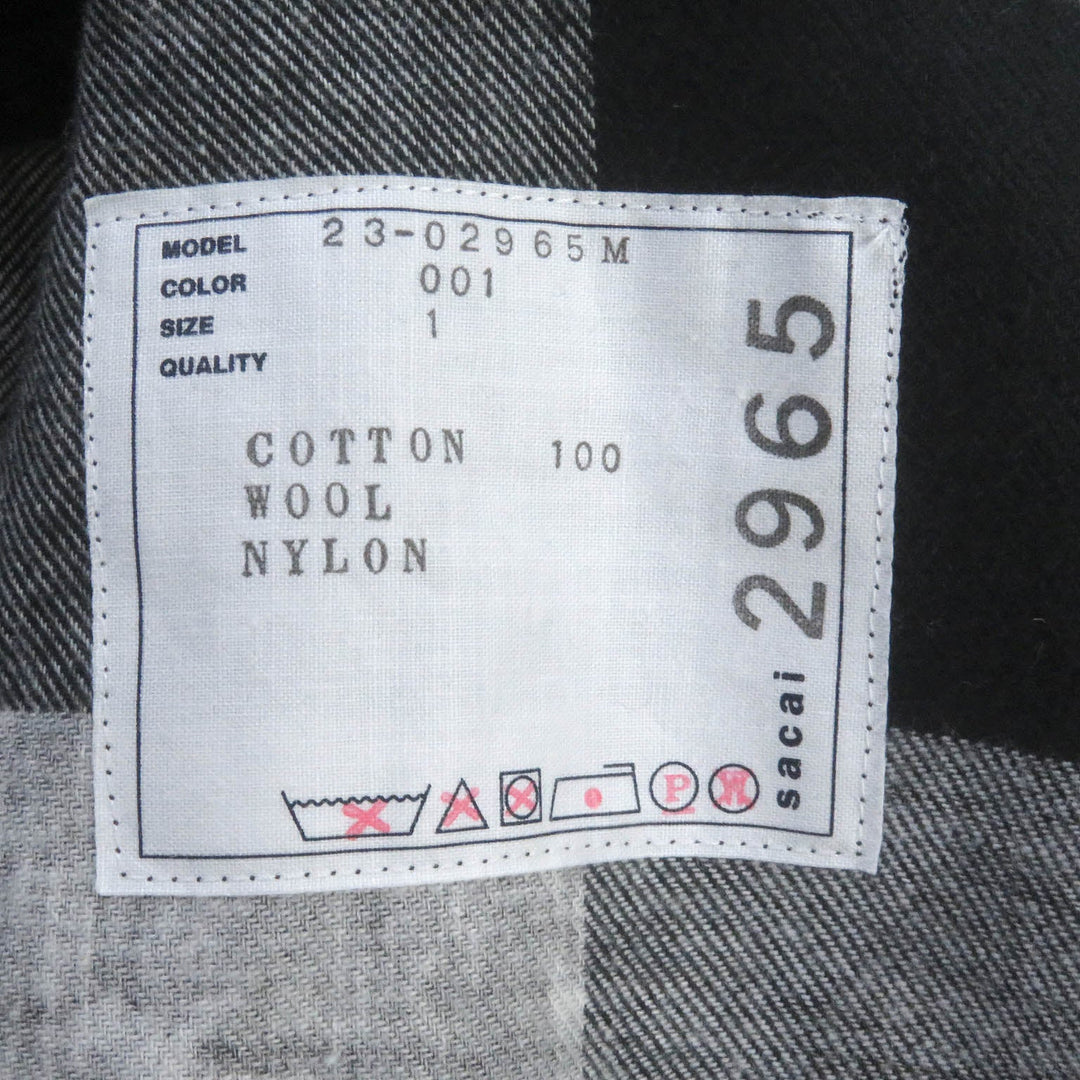 MODEL 23-02965M
COLOR 001
SIZE 1
QUALITY
COTTON 100
WOOL
NYLON
P W
sacai 2965